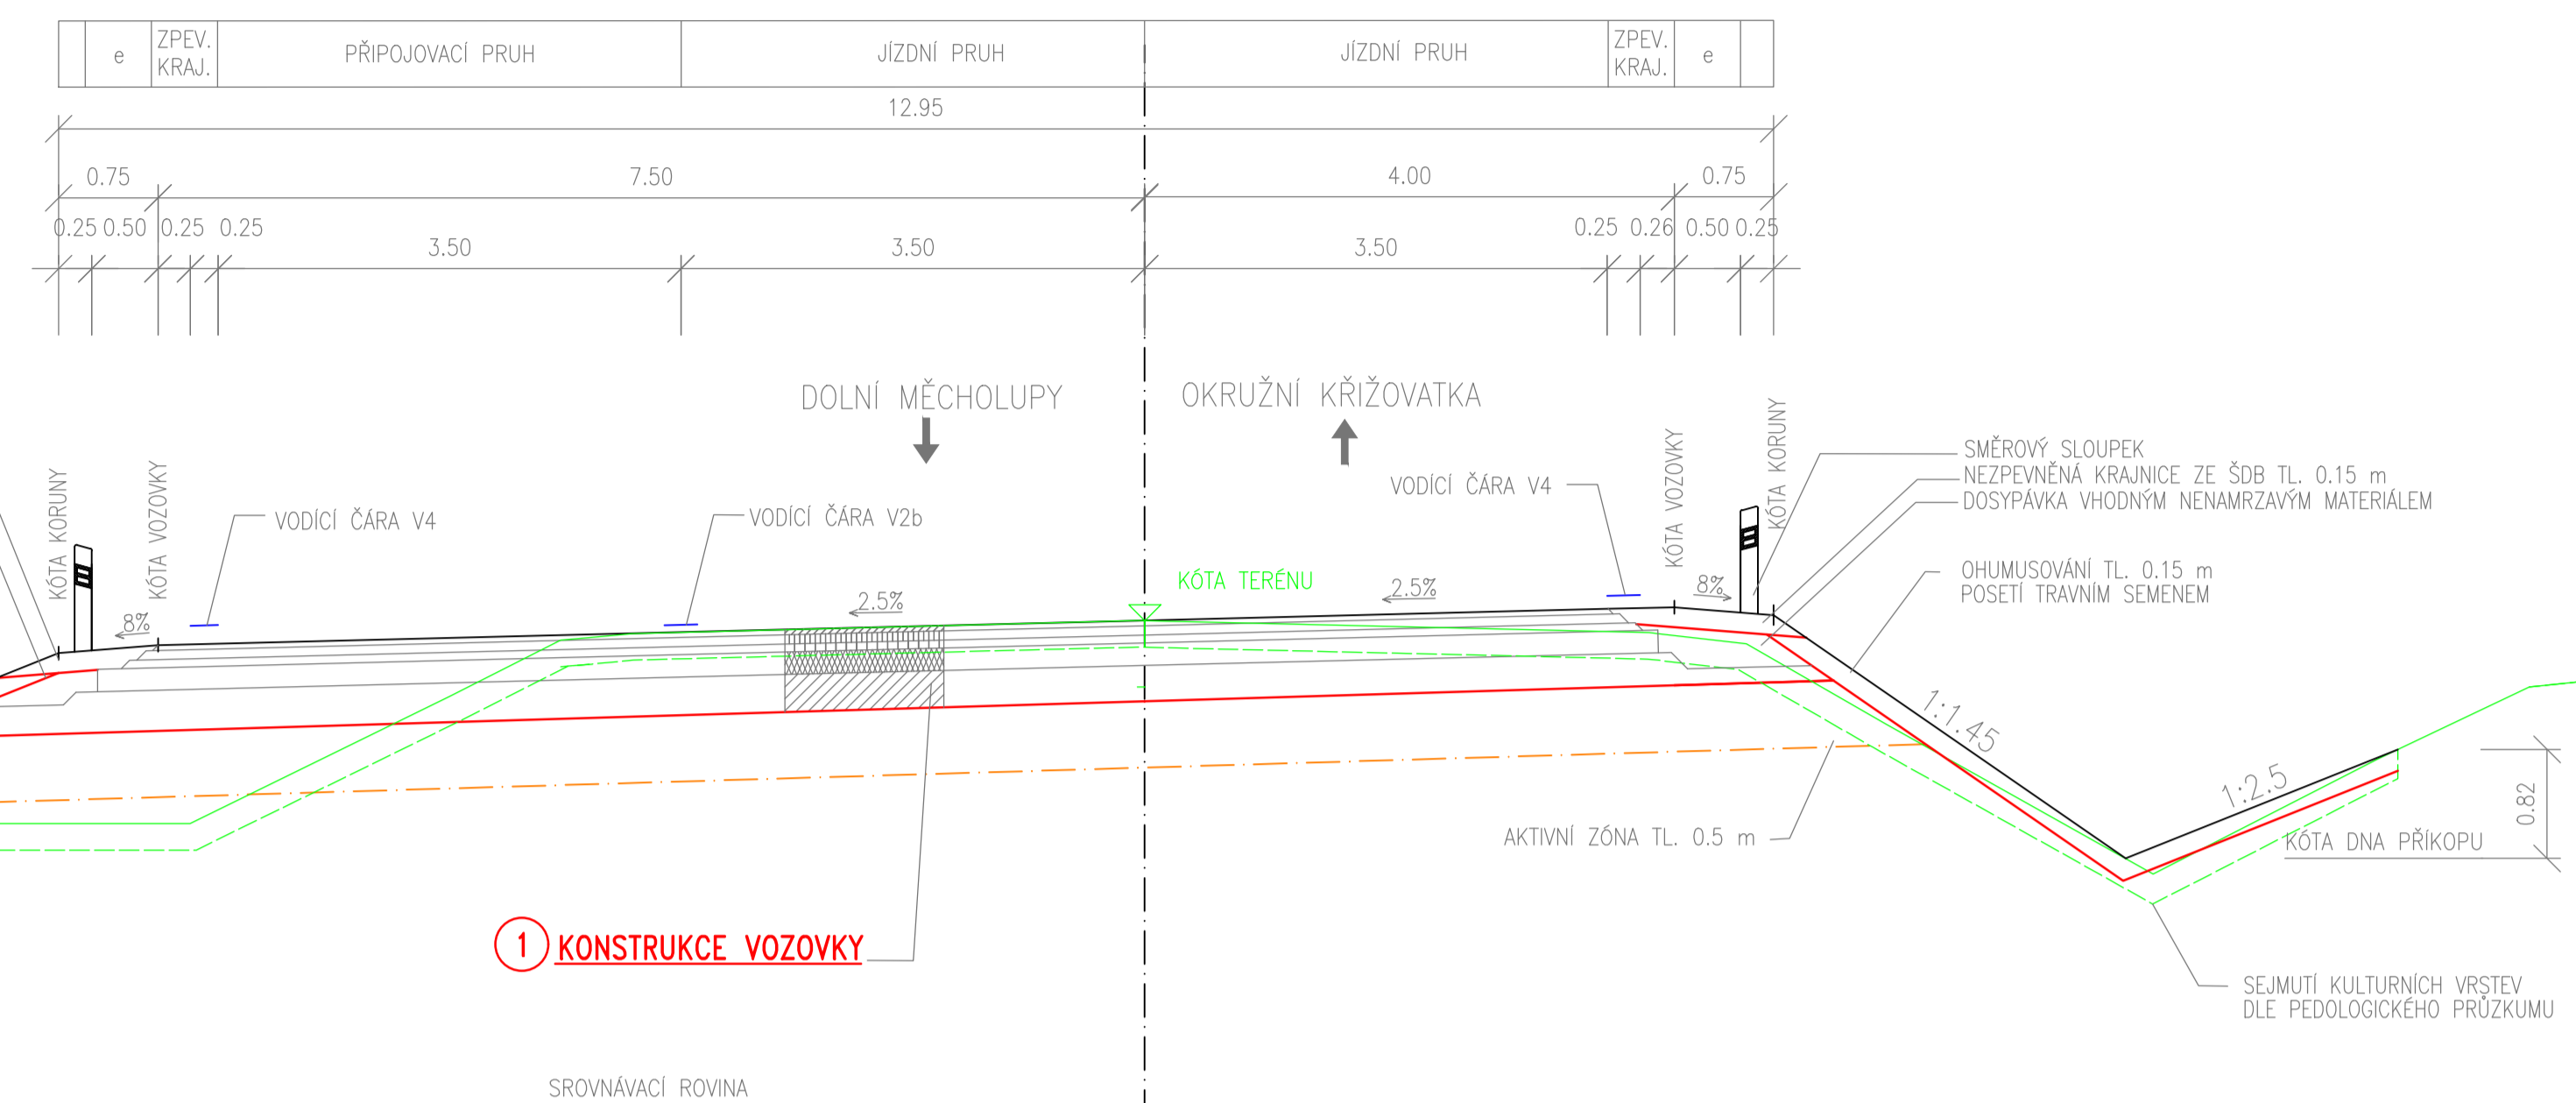 e
ZPEV.
KRAJ.
PŘIPOJOVACÍ PRUH
JÍZDNÍ PRUH
JÍZDNÍ PRUH
ZPEV.
KRAJ.
e
12.95
0.75
7.50
4.00
0.75
0.25
0.50
0.25
0.25
3.50
3.50
3.50
0.25
0.26
0.50
0.25
DOLNÍ MĚCHOLUPY
OKRUŽNÍ KŘIŽOVATKA
KÓTA KORUNY
KÓTA VOZOVKY
VODÍCÍ ČÁRA V4
VODÍCÍ ČÁRA V2b
VODÍCÍ ČÁRA V4
KÓTA VOZOVKY
KÓTA KORUNY
SMĚROVÝ SLOUPEK
NEZPEVNĚNÁ KRAJNICE ZE ŠDB TL. 0.15 m
DOSYPÁVKA VHODNÝM NENAMRZAVÝM MATERIÁLEM
OHUMUSOVÁNÍ TL. 0.15 m
POSETÍ TRAVNÍM SEMENEM
8%
2.5%
KÓTA TERÉNU
2.5%
8%
1:1.45
1:2.5
0.82
KÓTA DNA PŘÍKOPU
AKTIVNÍ ZÓNA TL. 0.5 m
1 KONSTRUKCE VOZOVKY
SEJMUTÍ KULTURNÍCH VRSTEV
DLE PEDOLOGICKÉHO PRŮZKUMU
SROVNÁVACÍ ROVINA